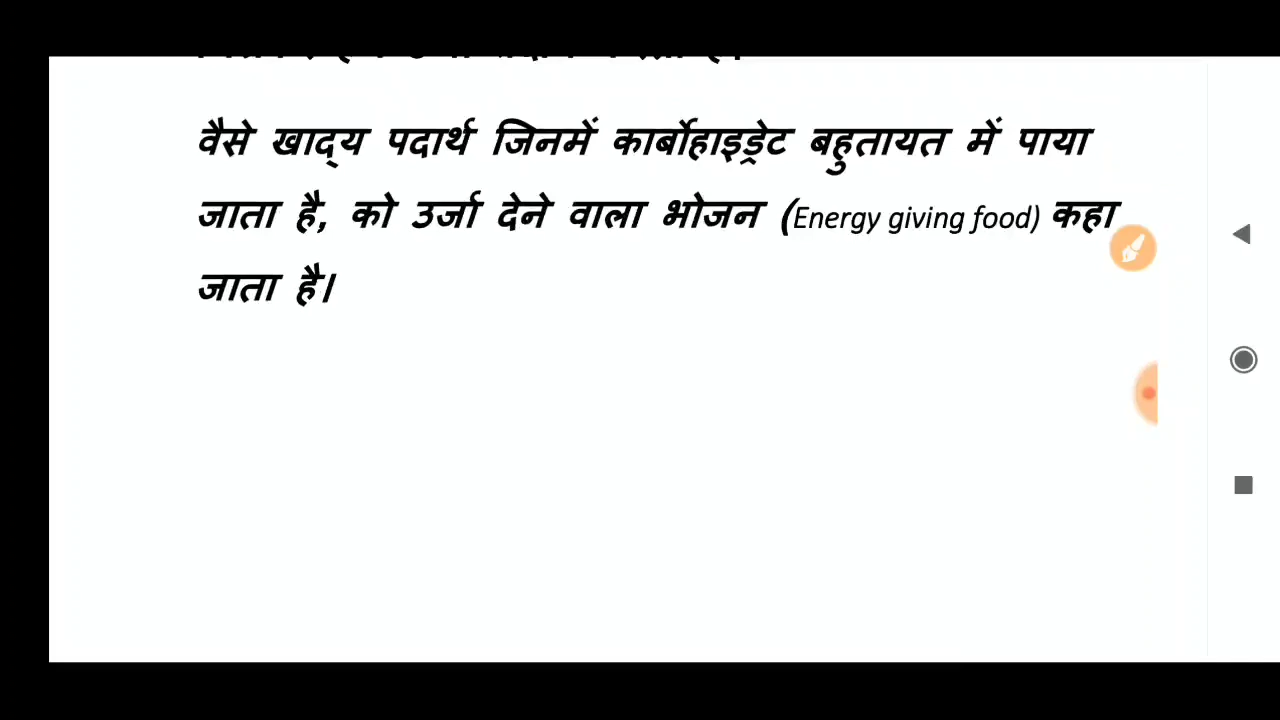 वैसे खाद्य पदार्थ जिनमें कार्बोहाइड्रेट बहुतायत में पाया
जाता है, को उर्जा देने वाला भोजन (Energy giving food) कहा
जाता है।